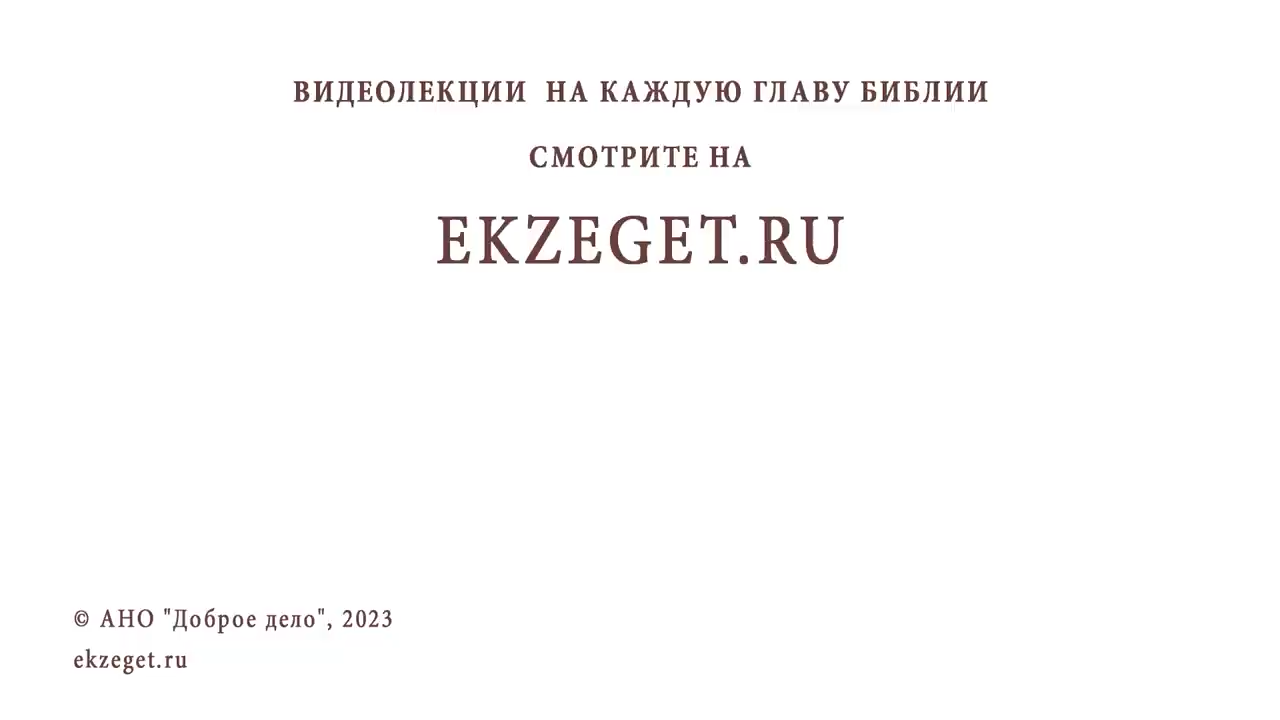 ВИДЕОЛЕКЦИИ НА КАЖДУЮ ГЛАВУ БИБЛИИ
СМОТРИТЕ НА
EKZEGET.RU
© АНО "Доброе дело", 2023
ekzeget.ru